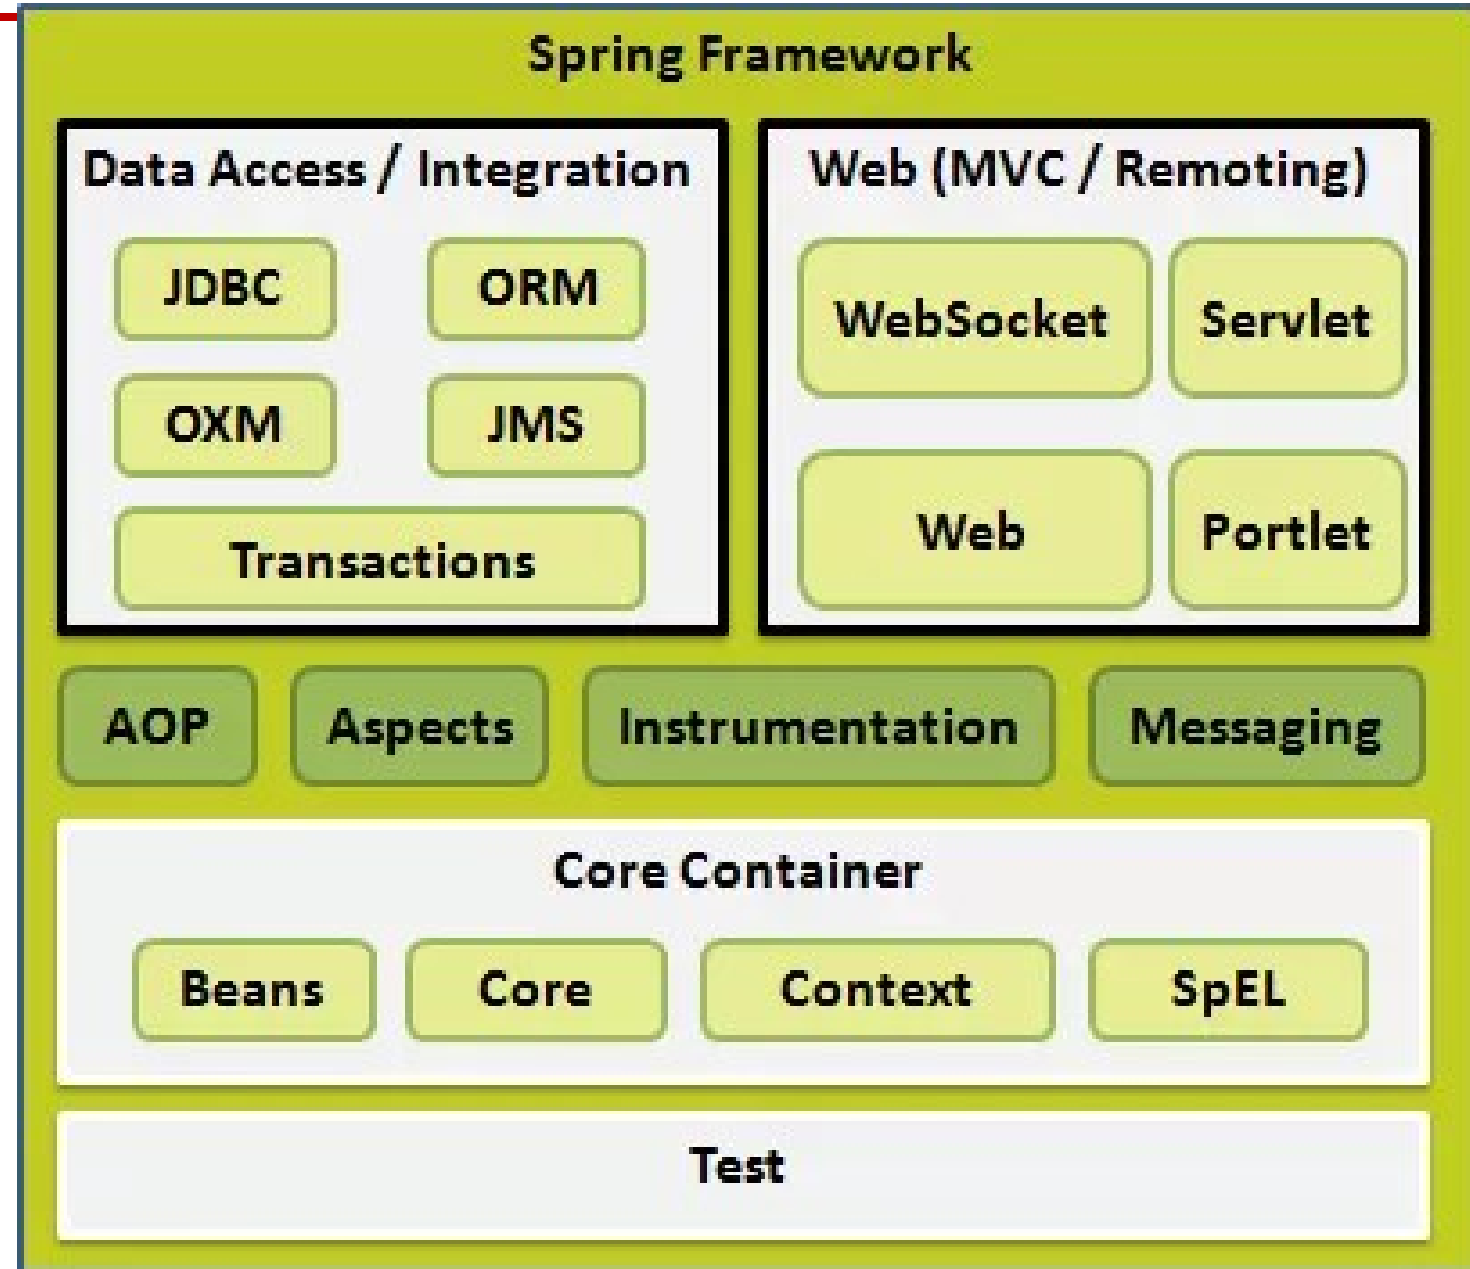 Spring Framework
Data Access / Integration
JDBC
ORM
OXM
JMS
Transactions
Web (MVC / Remoting)
WebSocket
Servlet
Web
Portlet
AOP
Aspects
Instrumentation
Messaging
Core Container
Beans
Core
Context
SpEL
Test